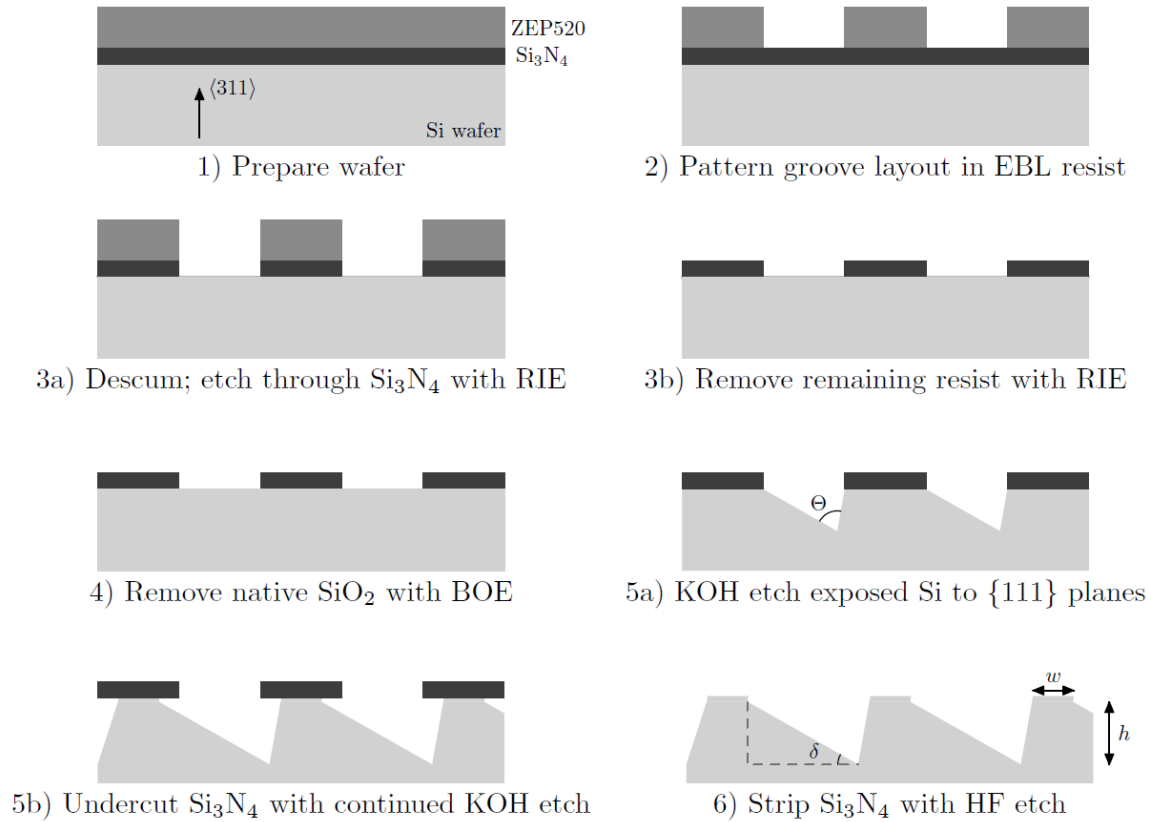 ZEP520
Si₃N₄
⟨311⟩
Si wafer
1) Prepare wafer
2) Pattern groove layout in EBL resist
3a) Descum; etch through Si₃N₄ with RIE
3b) Remove remaining resist with RIE
4) Remove native SiO₂ with BOE
Θ
5a) KOH etch exposed Si to {111} planes
5b) Undercut Si₃N₄ with continued KOH etch
w
h
δ
6) Strip Si₃N₄ with HF etch